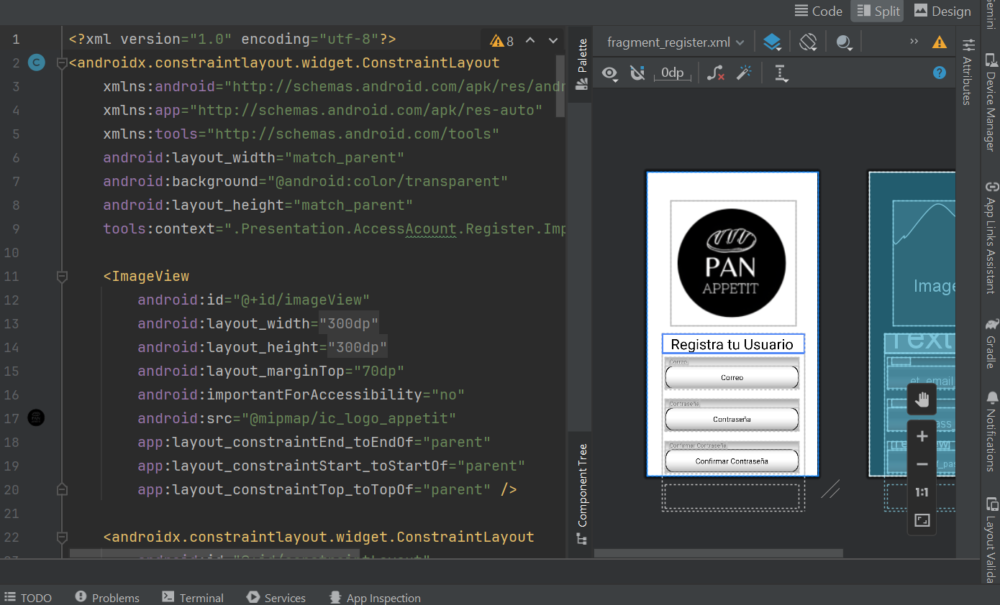 Code Split Design
1 <?xml version="1.0" encoding="utf-8"?> 8
2 <androidx.constraintlayout.widget.ConstraintLayout
3 xmlns:android="http://schemas.android.com/apk/res/andr
4 xmlns:app="http://schemas.android.com/apk/res-auto"
5 xmlns:tools="http://schemas.android.com/tools"
6 android:layout_width="match_parent"
7 android:background="@android:color/transparent"
8 android:layout_height="match_parent"
9 tools:context=".Presentation.AccessAcount.Register.Imp
10
11 <ImageView
12 android:id="@+id/imageView"
13 android:layout_width="300dp"
14 android:layout_height="300dp"
15 android:layout_marginTop="70dp"
16 android:importantForAccessibility="no"
17 android:src="@mipmap/ic_logo_appetit"
18 app:layout_constraintEnd_toEndOf="parent"
19 app:layout_constraintStart_toStartOf="parent"
20 app:layout_constraintTop_toTopOf="parent" />
21
22 <androidx.constraintlayout.widget.ConstraintLayout
Palette
Component Tree
fragment_register.xml
0dp
PAN
APPETIT
Registra tu Usuario
Correo
Correo
Contraseña
Contraseña
Confirmar Contraseña
Confirmar Contraseña
Image
Text
et_email
1:1
Attributes
Gemini
Device Manager
App Links Assistant
Gradle
Notifications
Layout Valida
TODO Problems Terminal Services App Inspection